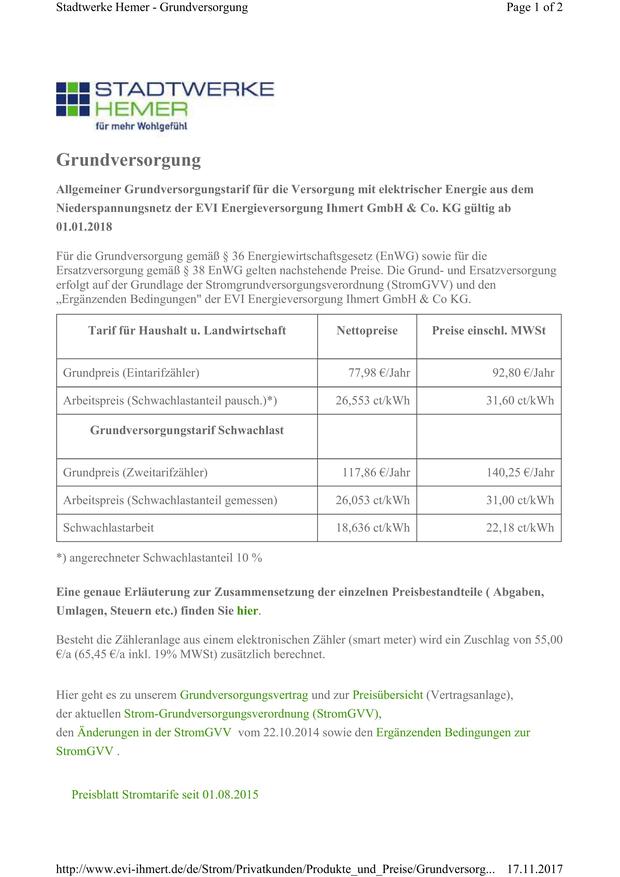 Stadtwerke Hemer - Grundversorgung Page 1 of 2
STADTWERKE
HEMER
für mehr Wohlgefühl
Grundversorgung
Allgemeiner Grundversorgungstarif für die Versorgung mit elektrischer Energie aus dem
Niederspannungsnetz der EVI Energieversorgung Ihmert GmbH & Co. KG gültig ab
01.01.2018
Für die Grundversorgung gemäß § 36 Energiewirtschaftsgesetz (EnWG) sowie für die
Ersatzversorgung gemäß § 38 EnWG gelten nachstehende Preise. Die Grund- und Ersatzversorgung
erfolgt auf der Grundlage der Stromgrundversorgungsverordnung (StromGVV) und den
„Ergänzenden Bedingungen" der EVI Energieversorgung Ihmert GmbH & Co KG.
Tarif für Haushalt u. Landwirtschaft Nettopreise Preise einschl. MWSt
Grundpreis (Eintarifzähler) 77,98 €/Jahr 92,80 €/Jahr
Arbeitspreis (Schwachlastanteil pausch.)*) 26,553 ct/kWh 31,60 ct/kWh
Grundversorgungstarif Schwachlast
Grundpreis (Zweitarifzähler) 117,86 €/Jahr 140,25 €/Jahr
Arbeitspreis (Schwachlastanteil gemessen) 26,053 ct/kWh 31,00 ct/kWh
Schwachlastarbeit 18,636 ct/kWh 22,18 ct/kWh
*) angerechneter Schwachlastanteil 10 %
Eine genaue Erläuterung zur Zusammensetzung der einzelnen Preisbestandteile ( Abgaben,
Umlagen, Steuern etc.) finden Sie hier.
Besteht die Zähleranlage aus einem elektronischen Zähler (smart meter) wird ein Zuschlag von 55,00
€/a (65,45 €/a inkl. 19% MWSt) zusätzlich berechnet.
Hier geht es zu unserem Grundversorgungsvertrag und zur Preisübersicht (Vertragsanlage),
der aktuellen Strom-Grundversorgungsverordnung (StromGVV),
den Änderungen in der StromGVV vom 22.10.2014 sowie den Ergänzenden Bedingungen zur
StromGVV .
Preisblatt Stromtarife seit 01.08.2015
http://www.evi-ihmert.de/de/Strom/Privatkunden/Produkte_und_Preise/Grundversorg... 17.11.2017